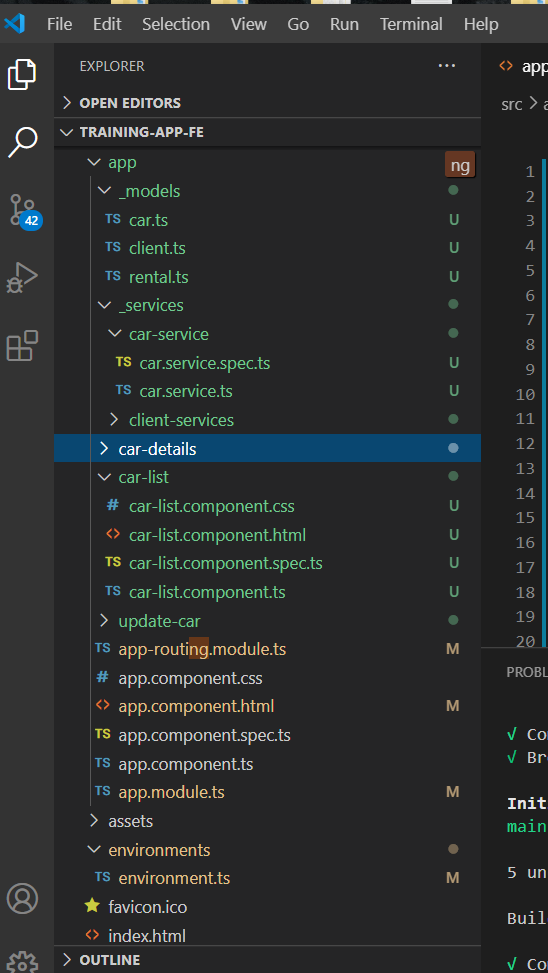 File Edit Selection View Go Run Terminal Help
EXPLORER ···
app
OPEN EDITORS
src > a
TRAINING-APP-FE
app ng
_models
TS car.ts U
TS client.ts U
TS rental.ts U
_services
car-service
TS car.service.spec.ts U
TS car.service.ts U
client-services
car-details
car-list
# car-list.component.css U
<> car-list.component.html U
TS car-list.component.spec.ts U
TS car-list.component.ts U
update-car
TS app-routing.module.ts M
# app.component.css
<> app.component.html M
TS app.component.spec.ts
TS app.component.ts
TS app.module.ts M
assets
environments
TS environment.ts M
favicon.ico
<> index.html
OUTLINE
42
1
2
3
4
5
6
7
8
9
10
11
12
13
14
15
16
17
18
19
20
PROBL
√ Co
√ Br
Init
main
5 un
Buil
√ Co